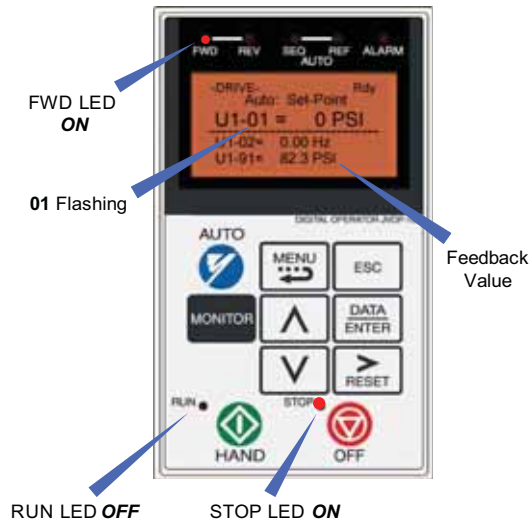 FWD REV SEQ REF ALARM
AUTO
-DRIVE- Rdy
Auto: Set-Point
U1-01 = 0 PSI
U1-02= 0.00 Hz
U1-91= 82.3 PSI
FWD LED
ON
01 Flashing
Feedback
Value
DIGITAL OPERATOR JVOP
AUTO
MENU
ESC
MONITOR
DATA
ENTER
>
RESET
RUN
STOP
HAND
OFF
RUN LED OFF
STOP LED ON